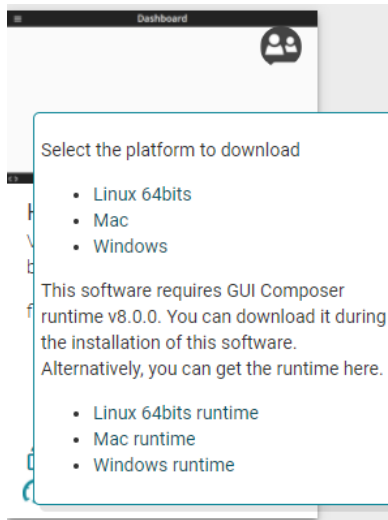 Dashboard
Select the platform to download
Linux 64bits
Mac
Windows
This software requires GUI Composer
runtime v8.0.0. You can download it during
the installation of this software.
Alternatively, you can get the runtime here.
Linux 64bits runtime
Mac runtime
Windows runtime